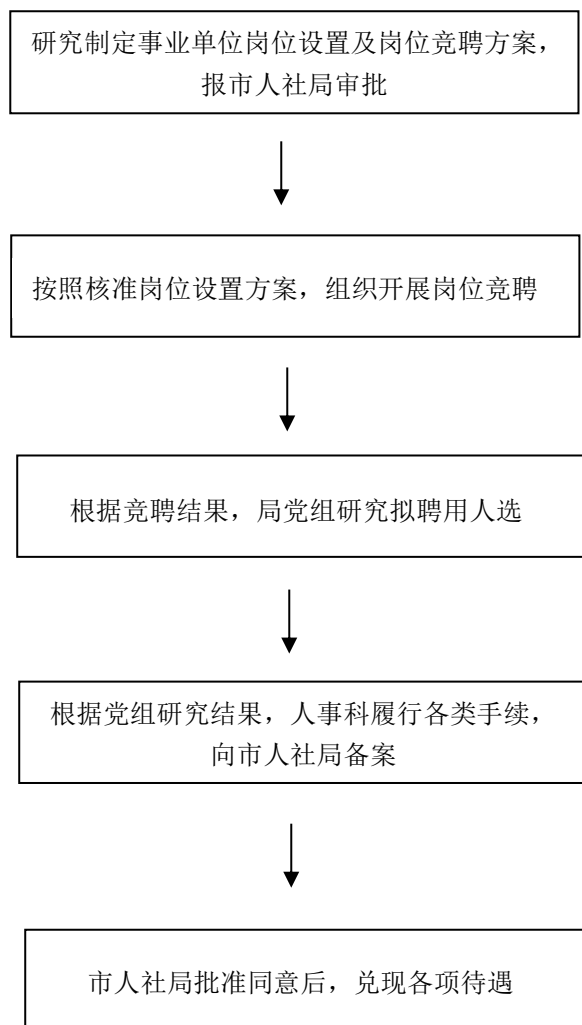 研究制定事业单位岗位设置及岗位竞聘方案，
报市人社局审批
按照核准岗位设置方案，组织开展岗位竞聘
根据竞聘结果，局党组研究拟聘用人选
根据党组研究结果，人事科履行各类手续，
向市人社局备案
市人社局批准同意后，兑现各项待遇